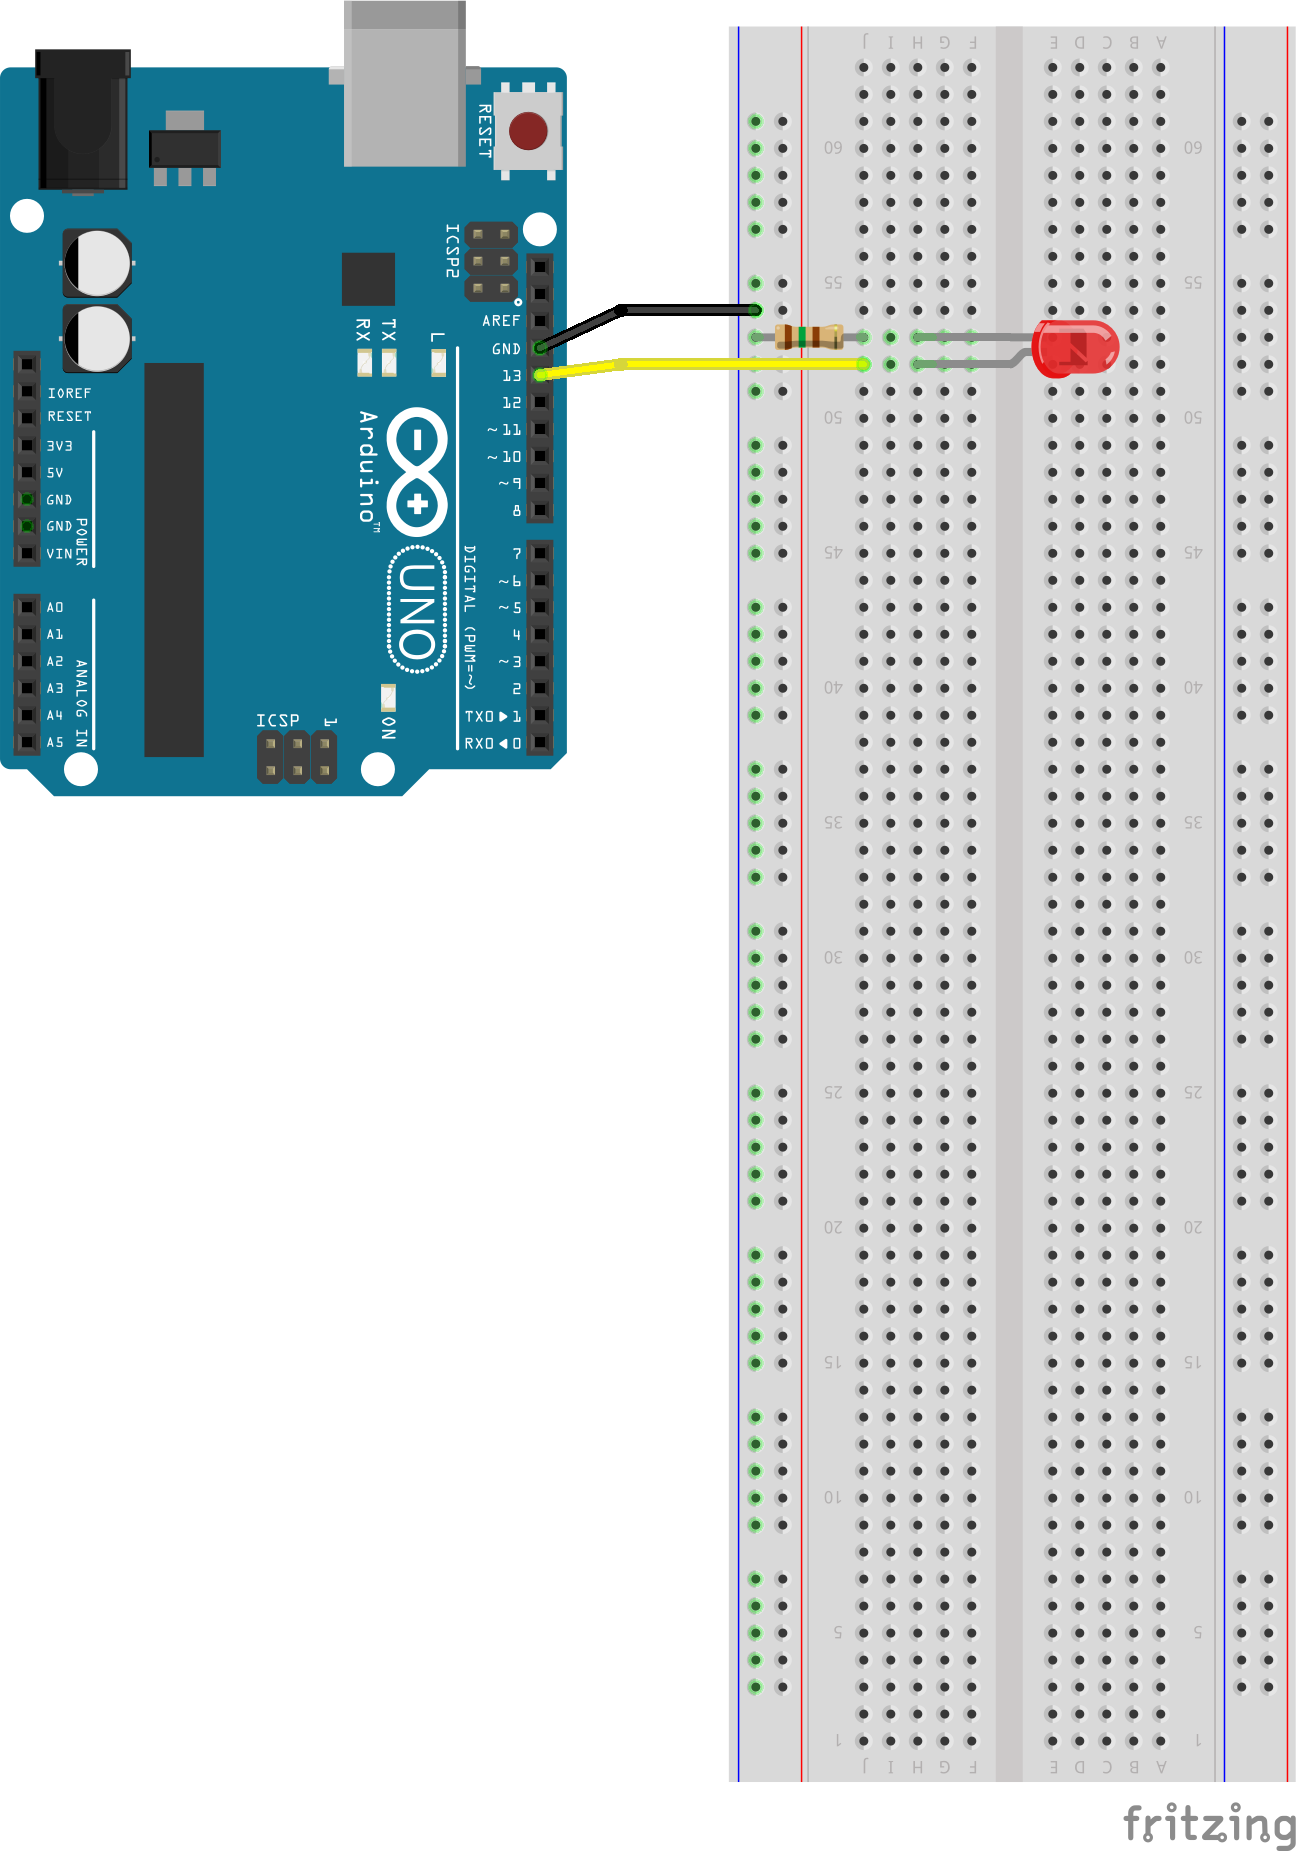 RESET
ICSP2
AREF
GND
RX
TX
L
13
12
~11
~10
~9
8
IOREF
RESET
3V3
5V
GND
GND
VIN
POWER
Arduino™
UNO
7
~6
~5
4
~3
2
TX0▶1
RX0◀0
DIGITAL (PWM=~)
A0
A1
A2
A3
A4
A5
ANALOG IN
ICSP
1
ON
J I H G F E D C B A
60 60
55 55
50 50
45 45
40 40
35 35
30 30
25 25
20 20
15 15
10 10
5 5
1 1
J I H G F E D C B A
fritzing